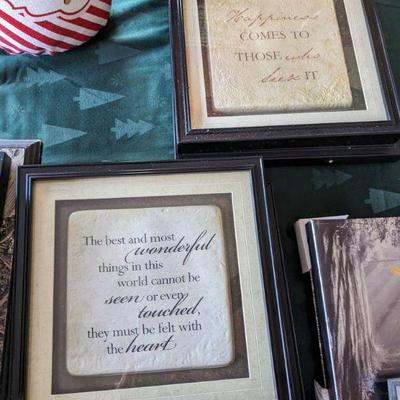 Happiness
COMES TO
THOSE who
seek IT
The best and most
wonderful
things in this
world cannot be
seen or even
touched,
they must be felt with
the heart.